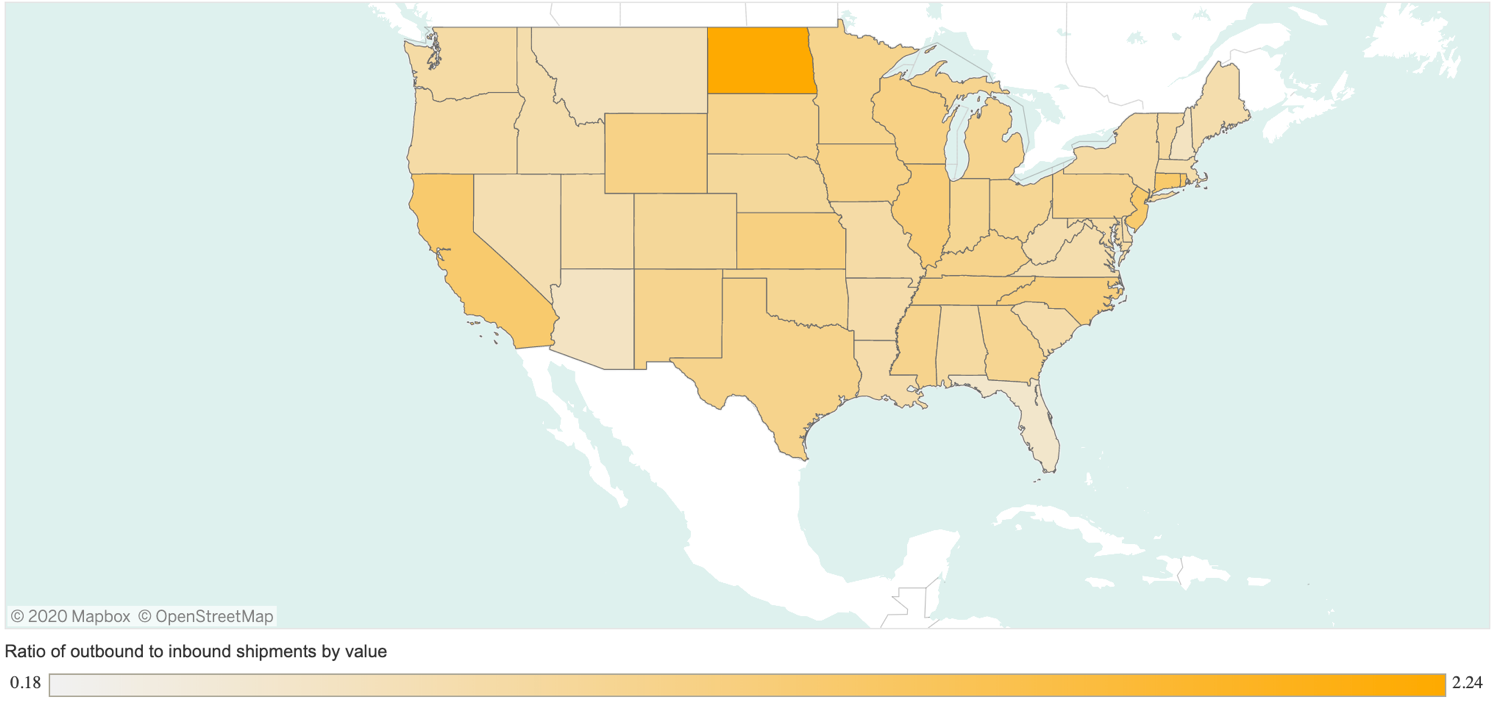 © 2020 Mapbox © OpenStreetMap
Ratio of outbound to inbound shipments by value
0.18 2.24